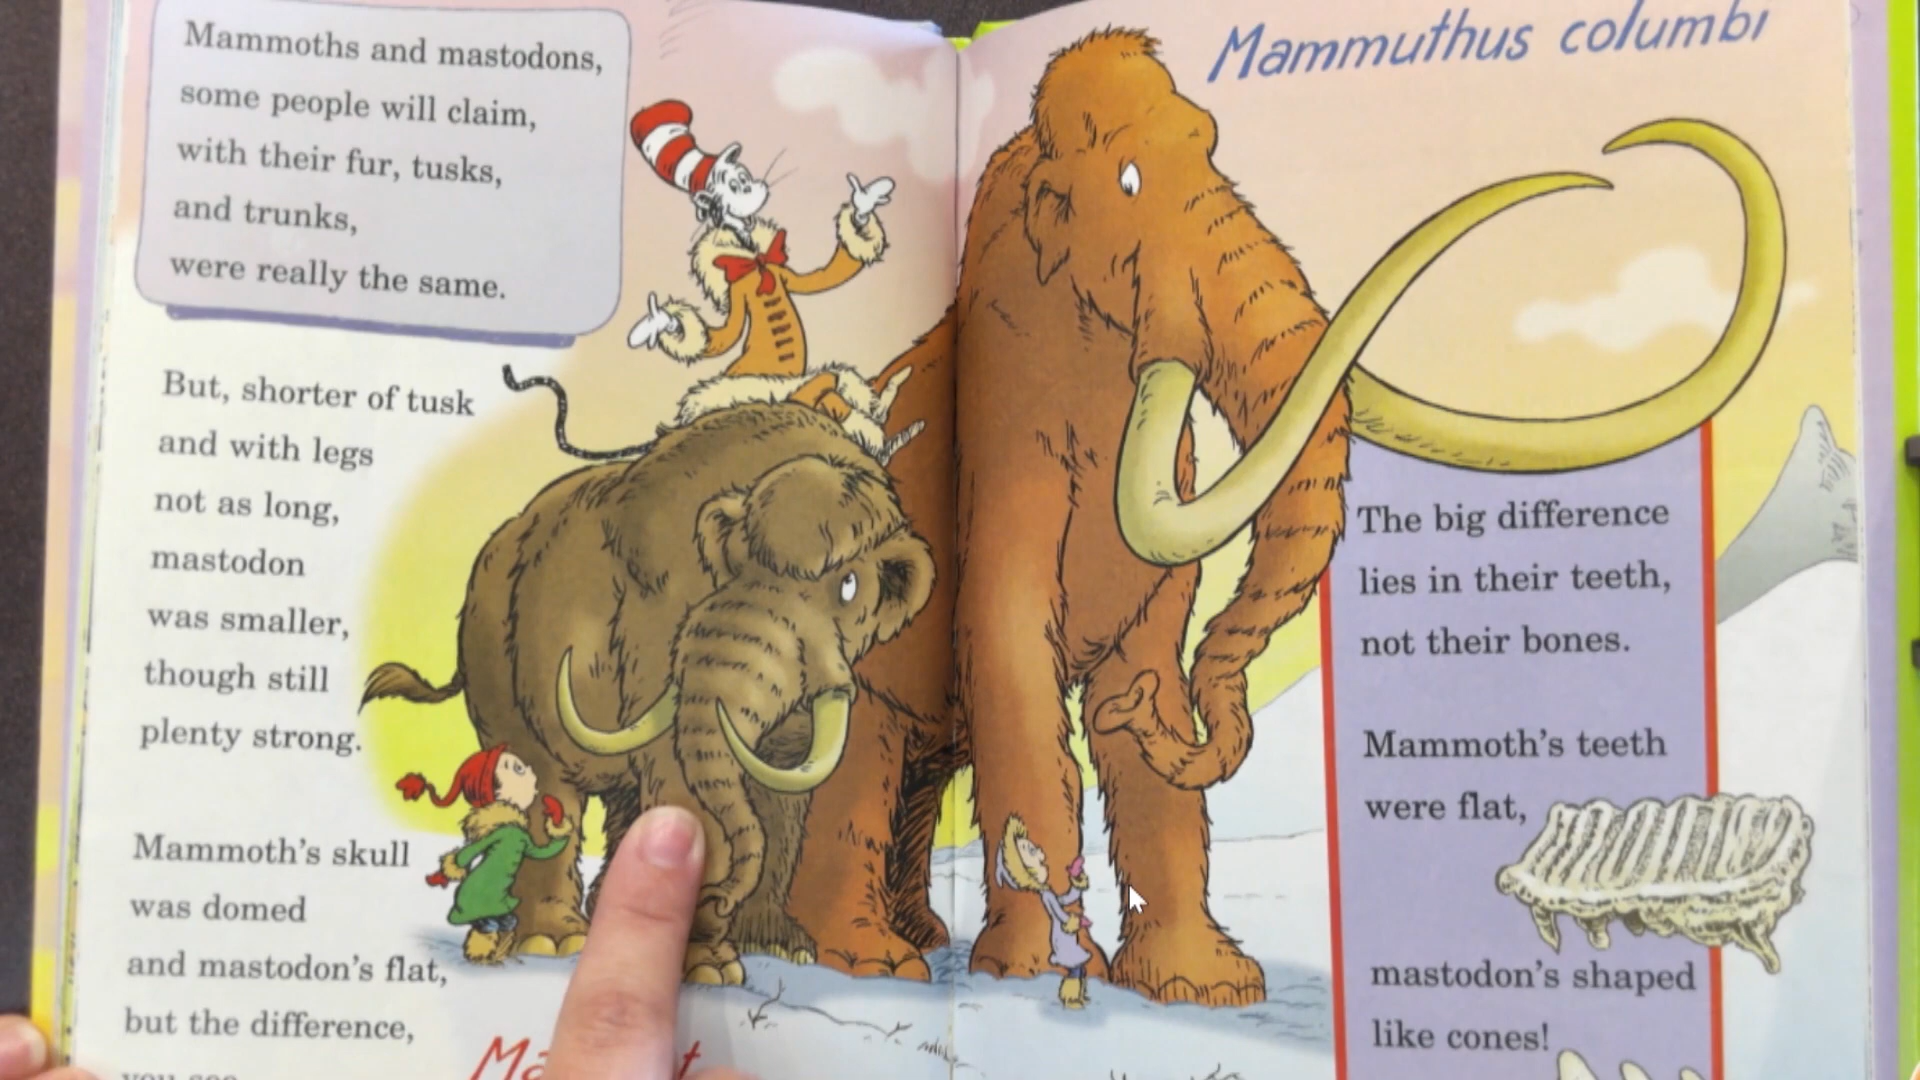 Mammoths and mastodons,
some people will claim,
with their fur, tusks,
and trunks,
were really the same.
But, shorter of tusk
and with legs
not as long,
mastodon
was smaller,
though still
plenty strong.
Mammoth's skull
was domed
and mastodon's flat,
but the difference,
you see
Mammuthus columbi
The big difference
lies in their teeth,
not their bones.
Mammoth's teeth
were flat,
mastodon's shaped
like cones!